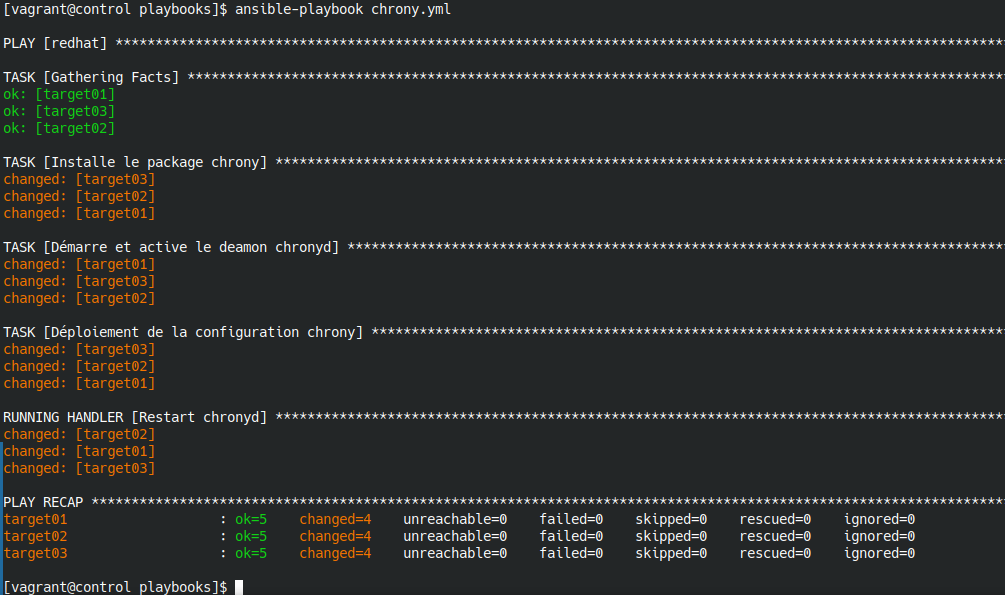 [vagrant@control playbooks]$ ansible-playbook chrony.yml
PLAY [redhat] ***************************************************************************************************************
TASK [Gathering Facts] ******************************************************************************************************
ok: [target01]
ok: [target03]
ok: [target02]
TASK [Installe le package chrony] *******************************************************************************************
changed: [target03]
changed: [target02]
changed: [target01]
TASK [Démarre et active le deamon chronyd] **********************************************************************************
changed: [target01]
changed: [target03]
changed: [target02]
TASK [Déploiement de la configuration chrony] *******************************************************************************
changed: [target03]
changed: [target02]
changed: [target01]
RUNNING HANDLER [Restart chronyd] *******************************************************************************************
changed: [target02]
changed: [target01]
changed: [target03]
PLAY RECAP ******************************************************************************************************************
target01                   : ok=5    changed=4    unreachable=0    failed=0    skipped=0    rescued=0    ignored=0
target02                   : ok=5    changed=4    unreachable=0    failed=0    skipped=0    rescued=0    ignored=0
target03                   : ok=5    changed=4    unreachable=0    failed=0    skipped=0    rescued=0    ignored=0
[vagrant@control playbooks]$